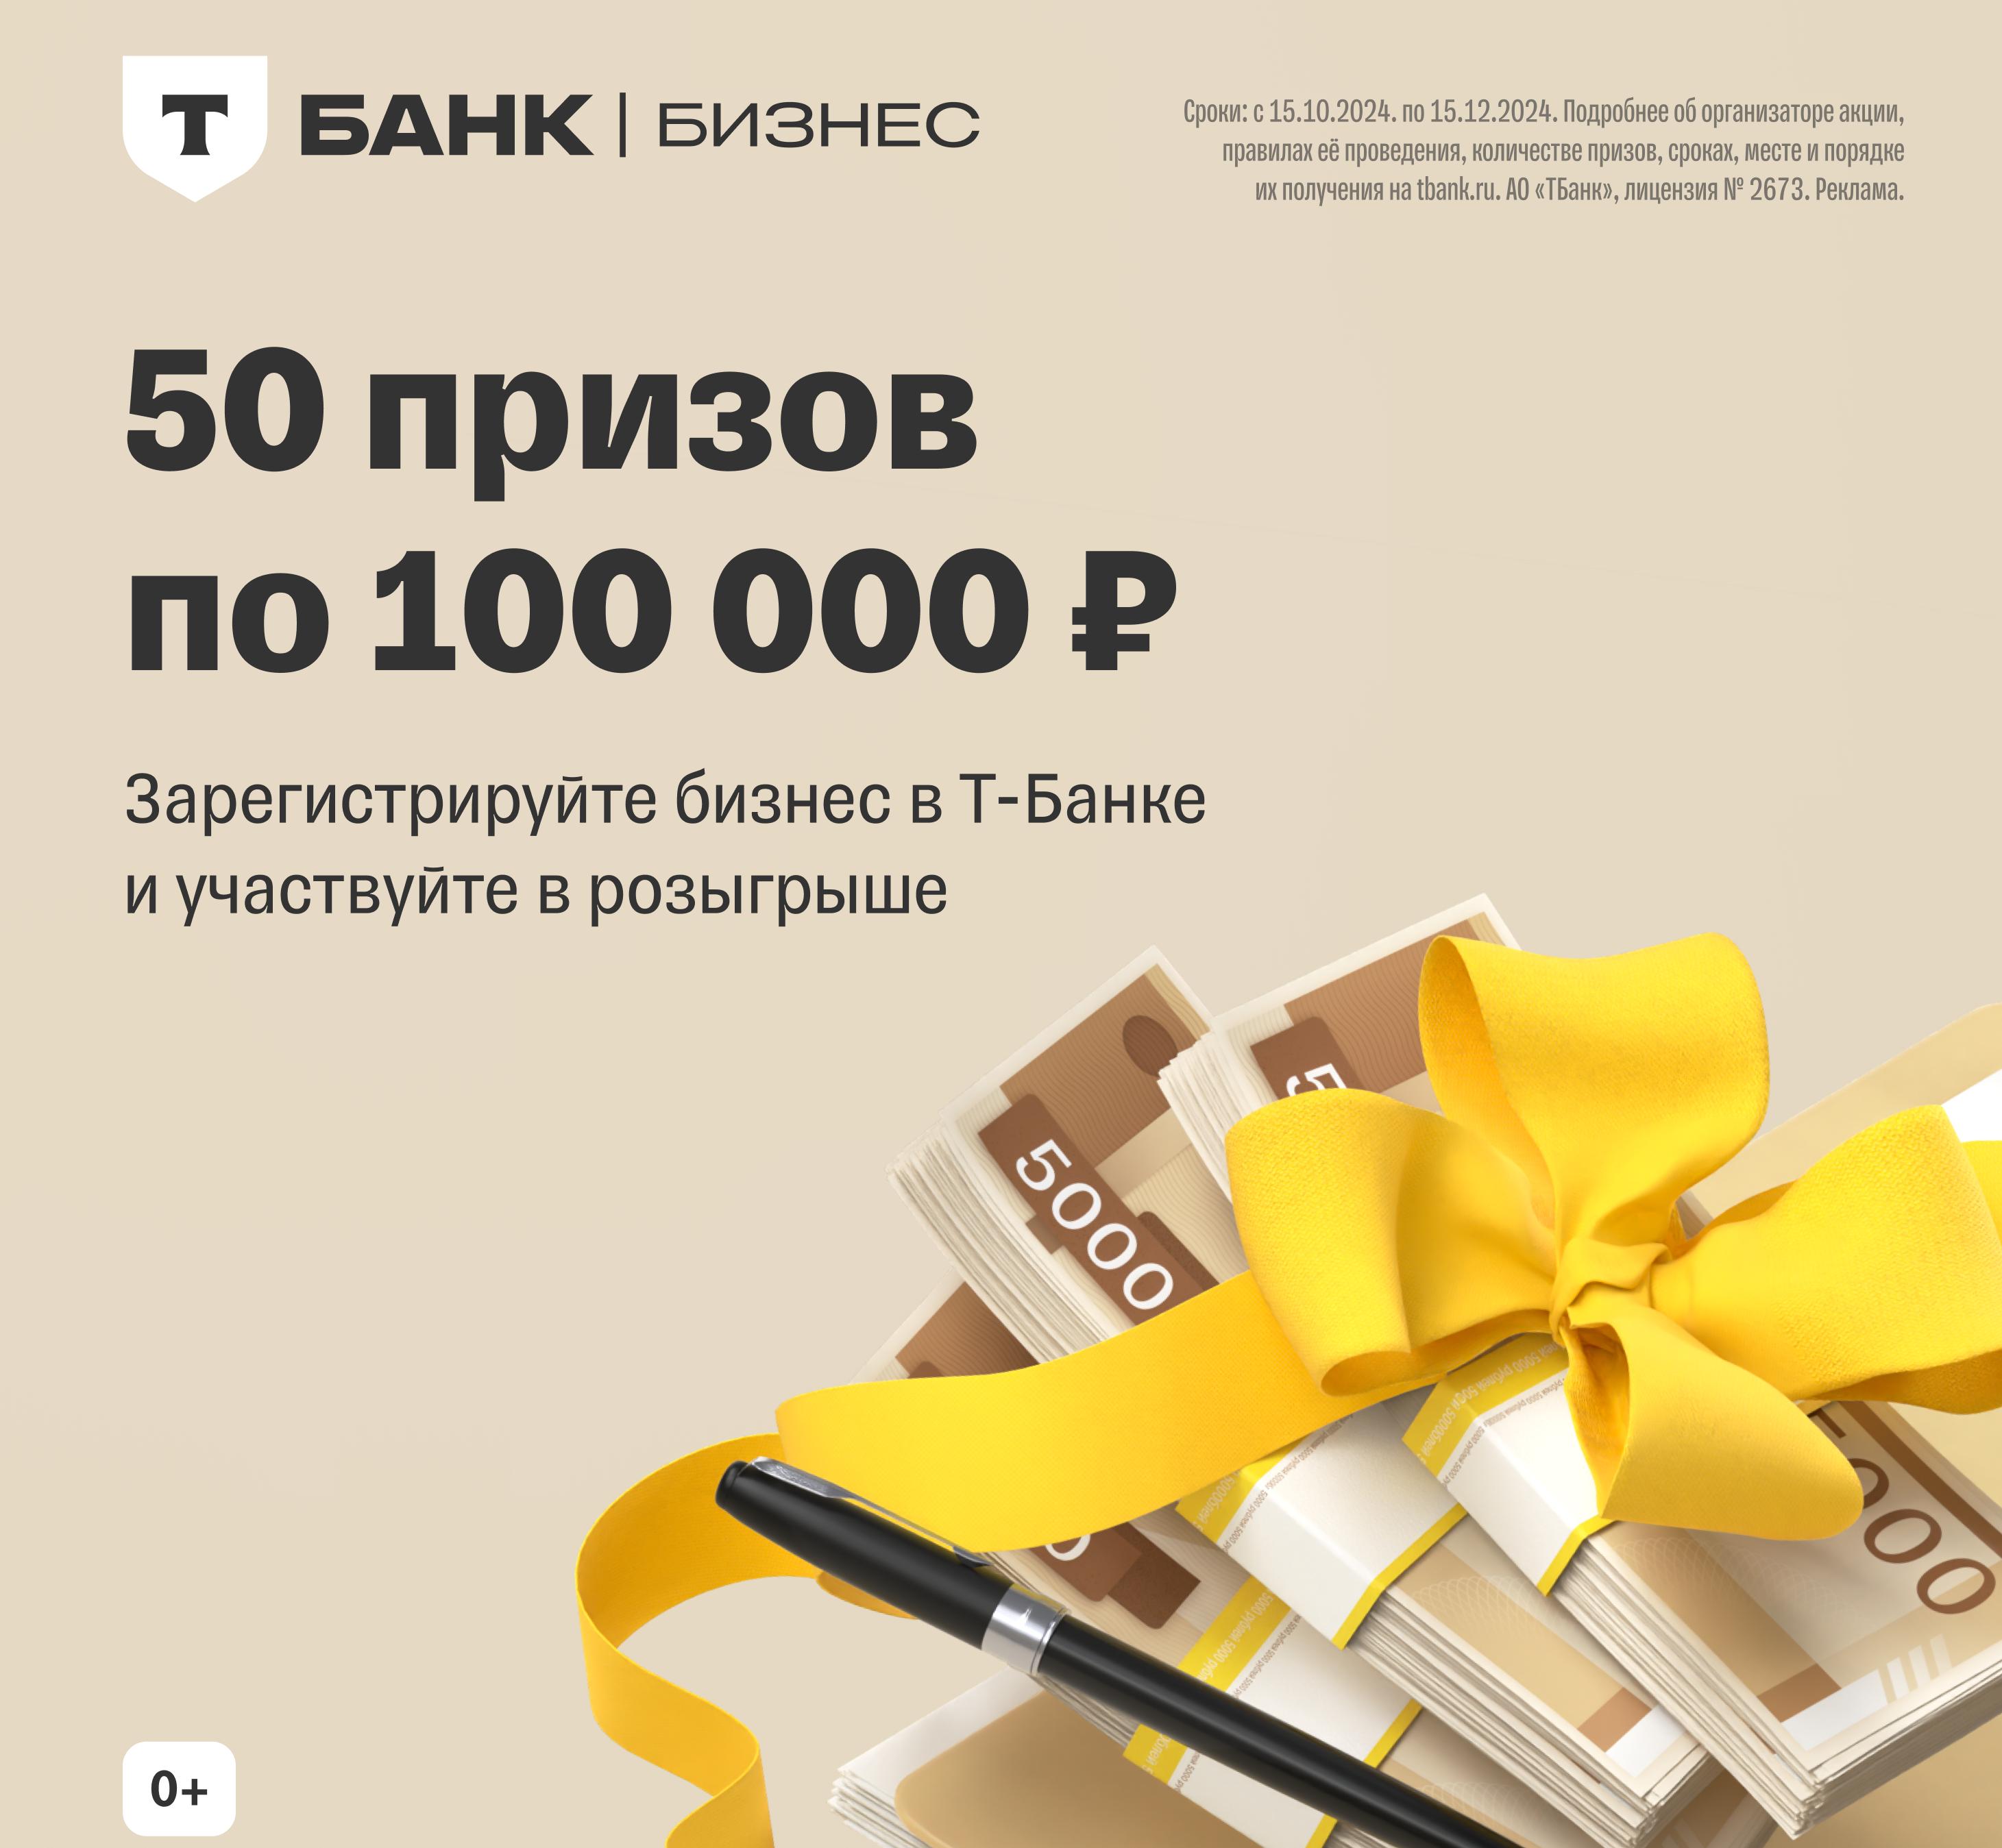 Т БАНК | БИЗНЕС
Сроки: с 15.10.2024. по 15.12.2024. Подробнее об организаторе акции,
правилах её проведения, количестве призов, сроках, месте и порядке
их получения на tbank.ru. АО «ТБанк», лицензия № 2673. Реклама.
50 призов
по 100 000 ₽
Зарегистрируйте бизнес в Т-Банке
и участвуйте в розыгрыше
5000
0+